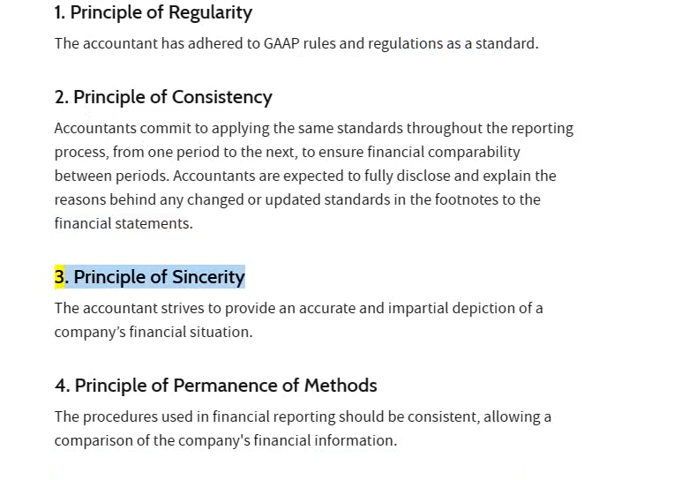 1. Principle of Regularity
The accountant has adhered to GAAP rules and regulations as a standard.
2. Principle of Consistency
Accountants commit to applying the same standards throughout the reporting
process, from one period to the next, to ensure financial comparability
between periods. Accountants are expected to fully disclose and explain the
reasons behind any changed or updated standards in the footnotes to the
financial statements.
3. Principle of Sincerity
The accountant strives to provide an accurate and impartial depiction of a
company’s financial situation.
4. Principle of Permanence of Methods
The procedures used in financial reporting should be consistent, allowing a
comparison of the company's financial information.